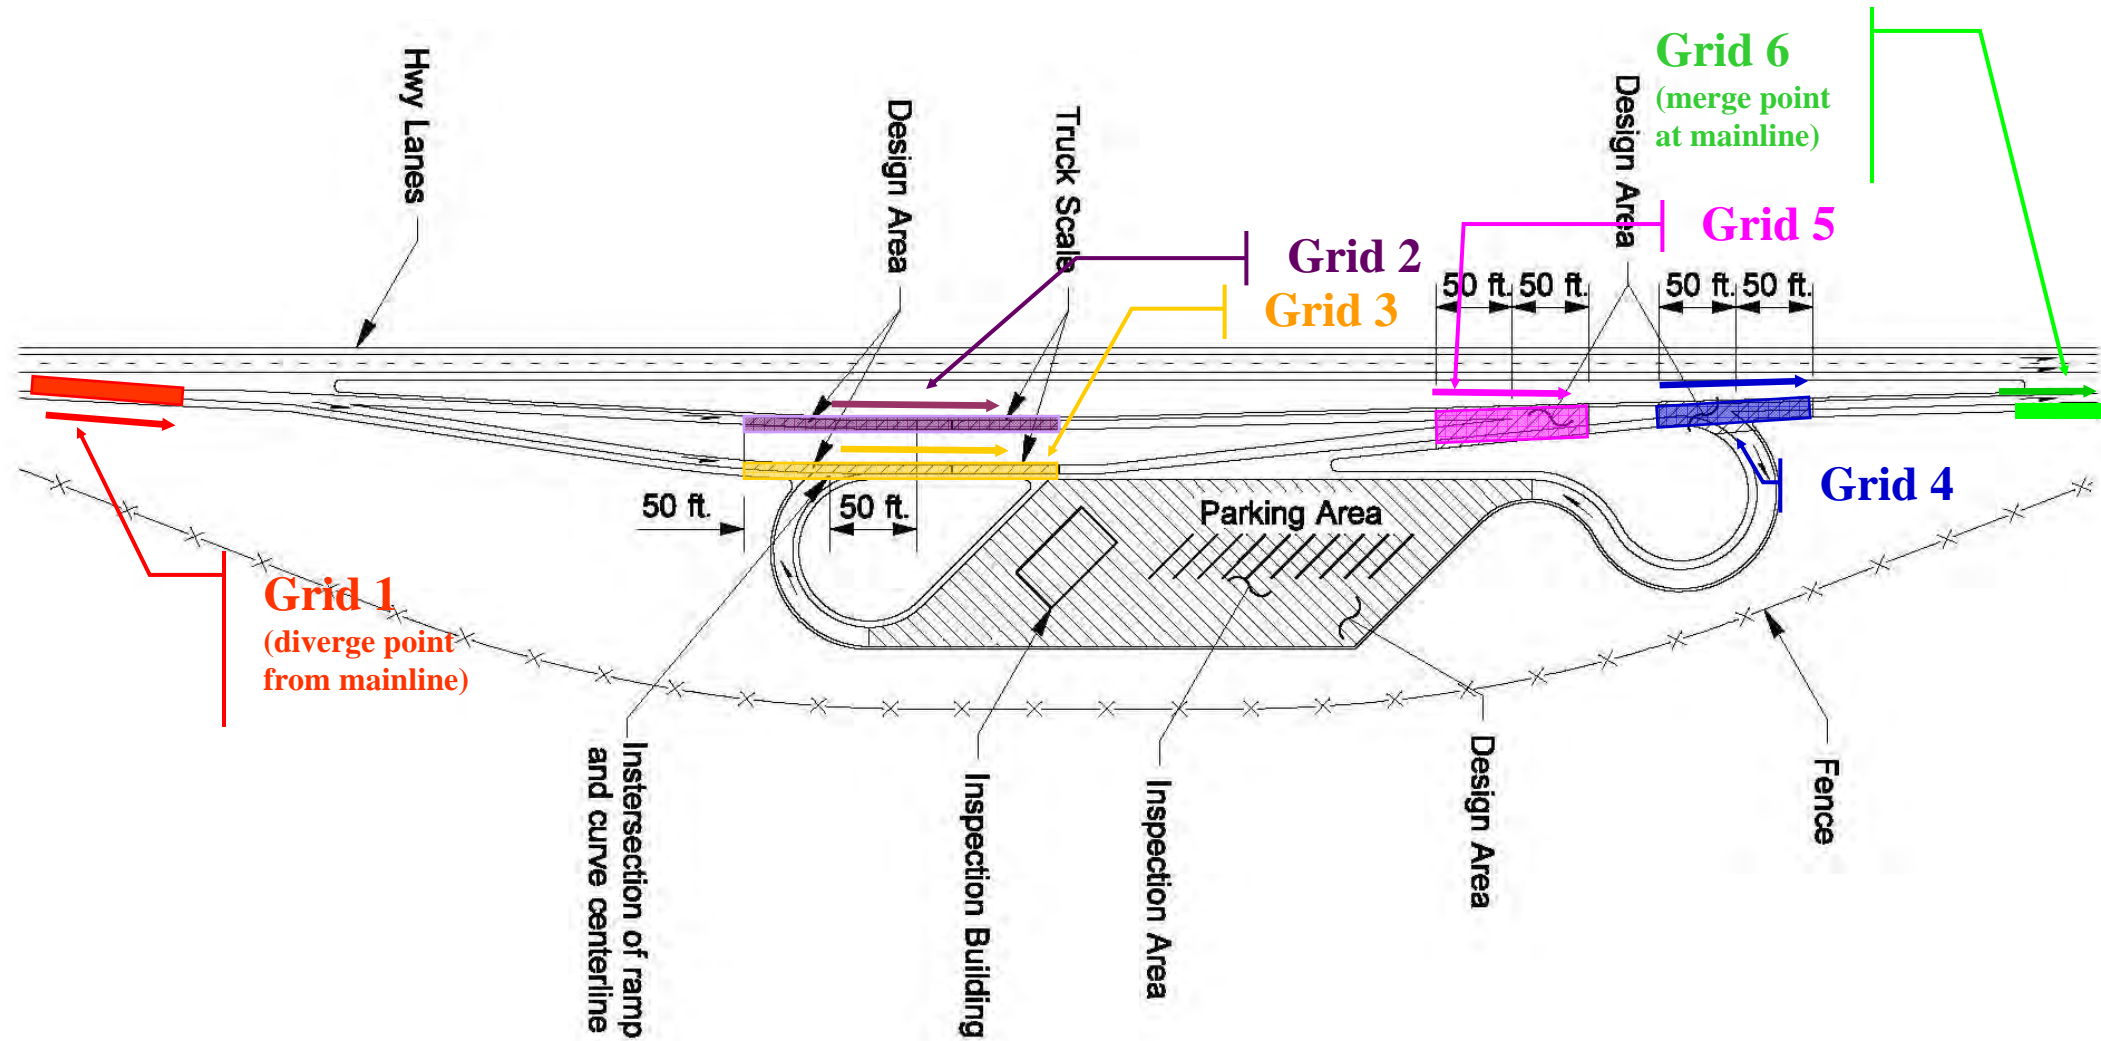 Hwy Lanes
Design Area
Truck Scale
Design Area
Grid 6
(merge point
at mainline)
Grid 5
Grid 2
Grid 3
50 ft.
50 ft.
50 ft.
50 ft.
Grid 4
50 ft.
50 ft.
Parking Area
Grid 1
(diverge point
from mainline)
Instersection of ramp
and curve centerline
Inspection Building
Inspection Area
Design Area
Fence